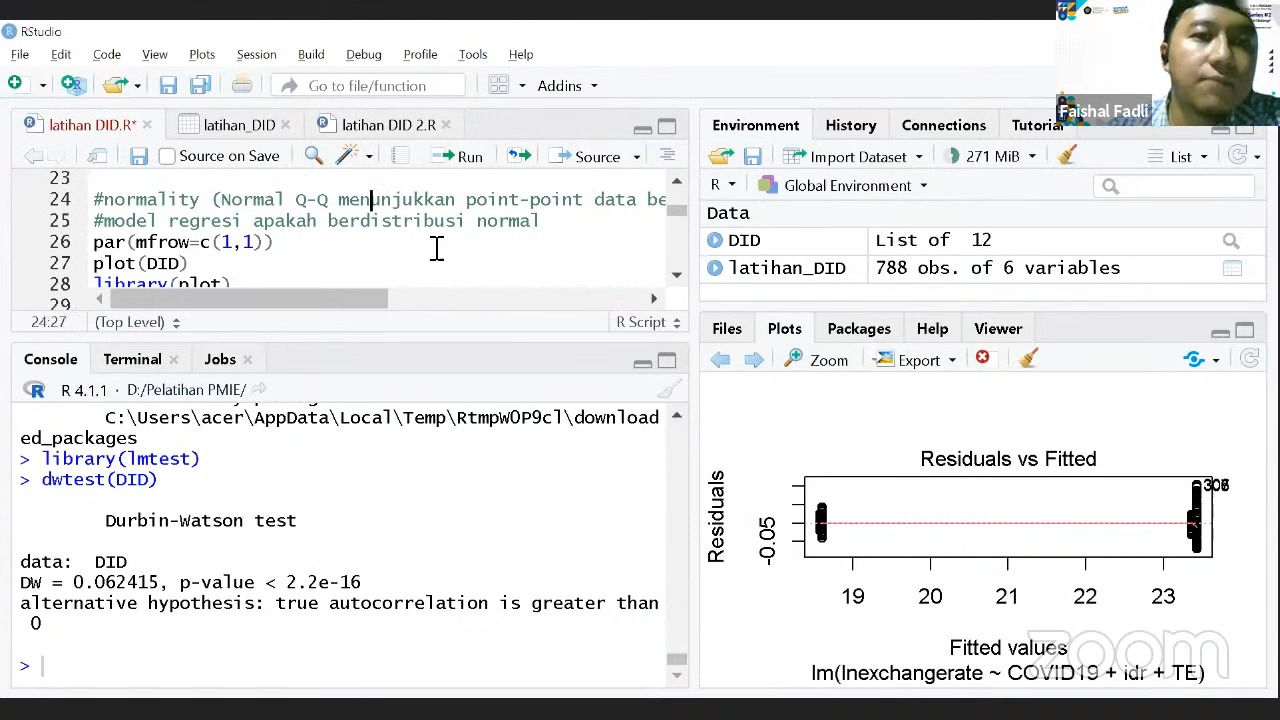 RStudio
File Edit Code View Plots Session Build Debug Profile Tools Help
Go to file/function Addins
Faishal Fadli
latihan DID.R* latihan_DID latihan DID 2.R
Source on Save Run Source
23
24 #normality (Normal Q-Q menunjukkan point-point data be
25 #model regresi apakah berdistribusi normal
26 par(mfrow=c(1,1))
27 plot(DID)
28 library(plot)
29
24:27 (Top Level) R Script
Console Terminal Jobs
R 4.1.1 · D:/Pelatihan PMIE/
C:\Users\acer\AppData\Local\Temp\RtmpWOP9cl\download
ed_packages
> library(lmtest)
> dwtest(DID)
Durbin-Watson test
data: DID
DW = 0.062415, p-value < 2.2e-16
alternative hypothesis: true autocorrelation is greater than
0
>
Environment History Connections Tutorial
Import Dataset 271 MiB List
R Global Environment
Data
DID List of 12
latihan_DID 788 obs. of 6 variables
Files Plots Packages Help Viewer
Zoom Export
Residuals vs Fitted
Residuals
-0.05
19 20 21 22 23
Fitted values
lm(lnexchangerate ~ COVID19 + idr + TE)
zoom